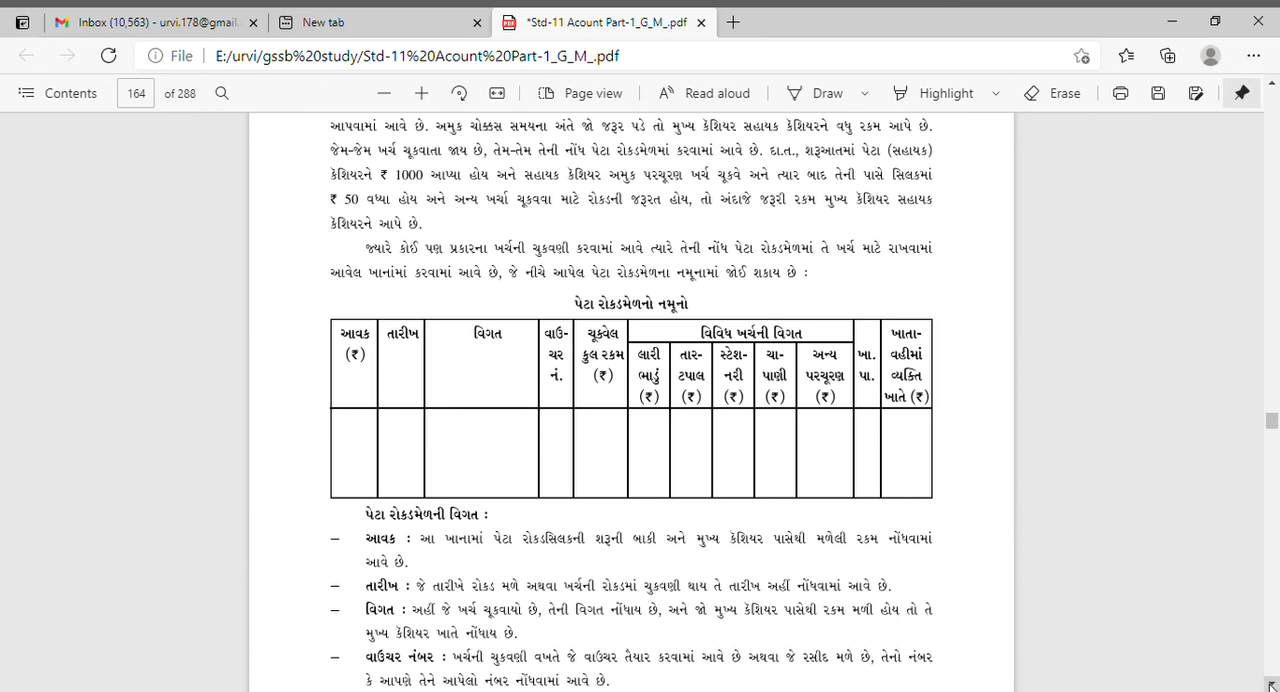 Inbox (10,563) - urvi.178@gmail.
New tab
*Std-11 Acount Part-1_G_M_.pdf
File E:/urvi/gssb%20study/Std-11%20Acount%20Part-1_G_M_.pdf
Contents 164 of 288 Page view Read aloud Draw Highlight Erase
આપવામાં આવે છે. અમુક ચોક્કસ સમયના અંતે જો જરૂર પડે તો મુખ્ય કૅશિયર સહાયક કૅશિયરને વધુ રકમ આપે છે.
જેમ-જેમ ખર્ચ ચૂકવાતા જાય છે, તેમ-તેમ તેની નોંધ પેટા રોકડમેળમાં કરવામાં આવે છે. દા.ત., શરૂઆતમાં પેટા (સહાયક)
કૅશિયરને ₹ 1000 આપ્યા હોય અને સહાયક કૅશિયર અમુક પરચૂરણ ખર્ચ ચૂકવે અને ત્યાર બાદ તેની પાસે સિલકમાં
₹ 50 વધ્યા હોય અને અન્ય ખર્ચા ચૂકવવા માટે રોકડની જરૂરત હોય, તો અંદાજે જરૂરી રકમ મુખ્ય કૅશિયર સહાયક
કૅશિયરને આપે છે.
જ્યારે કોઈ પણ પ્રકારના ખર્ચની ચુકવણી કરવામાં આવે ત્યારે તેની નોંધ પેટા રોકડમેળમાં તે ખર્ચ માટે રાખવામાં
આવેલ ખાનાંમાં કરવામાં આવે છે, જે નીચે આપેલ પેટા રોકડમેળના નમૂનામાં જોઈ શકાય છે :
પેટા રોકડમેળનો નમૂનો
આવક તારીખ વિગત વાઉ- ચૂકવેલ વિવિધ ખર્ચની વિગત ખાતા-
(₹) ચર કુલ રકમ લારી તાર- સ્ટેશ- ચા- અન્ય ખા. વહીમાં
નં. (₹) ભાડું ટપાલ નરી પાણી પરચૂરણ પા. વ્યક્તિ
(₹) (₹) (₹) (₹) (₹) ખાતે (₹)
પેટા રોકડમેળની વિગત :
– આવક : આ ખાનામાં પેટા રોકડસિલકની શરૂની બાકી અને મુખ્ય કૅશિયર પાસેથી મળેલી રકમ નોંધવામાં
આવે છે.
– તારીખ : જે તારીખે રોકડ મળે અથવા ખર્ચની રોકડમાં ચુકવણી થાય તે તારીખ અહીં નોંધવામાં આવે છે.
– વિગત : અહીં જે ખર્ચ ચૂકવાયો છે, તેની વિગત નોંધાય છે, અને જો મુખ્ય કૅશિયર પાસેથી રકમ મળી હોય તો તે
મુખ્ય કૅશિયર ખાતે નોંધાય છે.
– વાઉચર નંબર : ખર્ચની ચુકવણી વખતે જે વાઉચર તૈયાર કરવામાં આવે છે અથવા જે રસીદ મળે છે, તેનો નંબર
કે આપણે તેને આપેલો નંબર નોંધવામાં આવે છે.